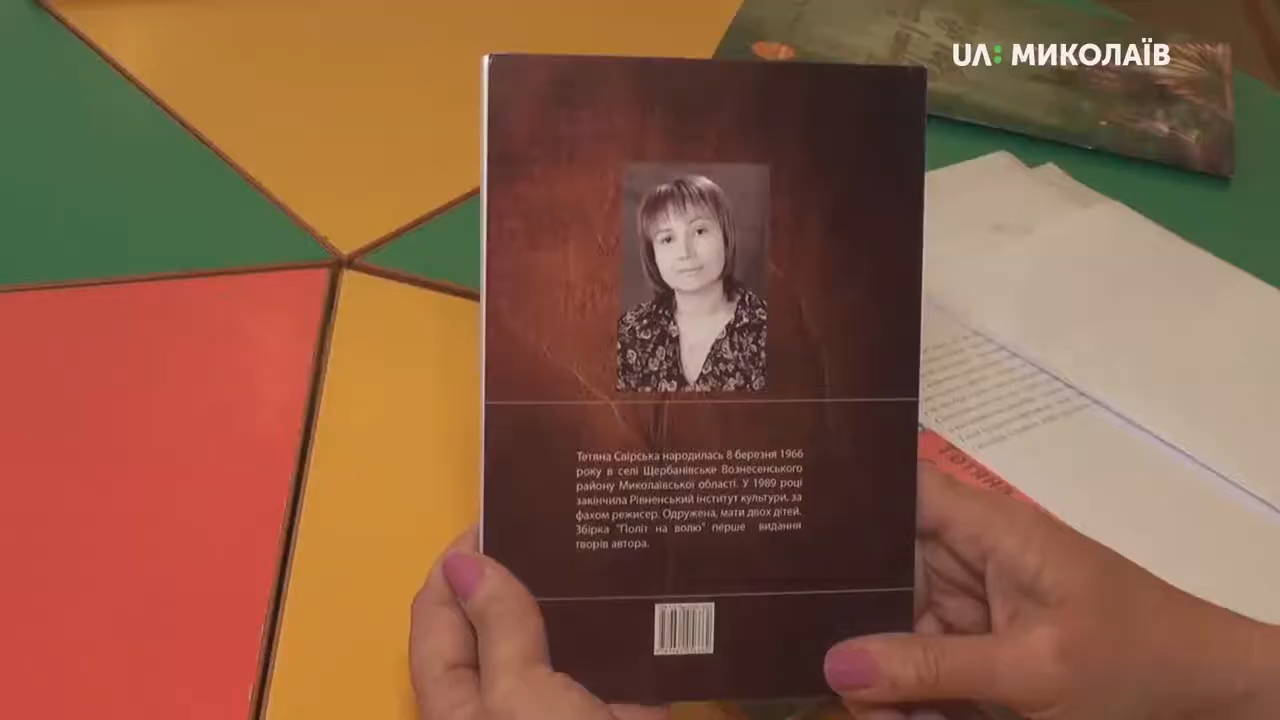 UA: МИКОЛАЇВ
Тетяна Свірська народилась 8 березня 1966
року в селі Щербанівське Вознесенського
району Миколаївської області. У 1989 році
закінчила Рівненський інститут культури, за
фахом режисер. Одружена, мати двох дітей.
Збірка "Політ на волю" перше видання
творів автора.
ТЕТЯНА